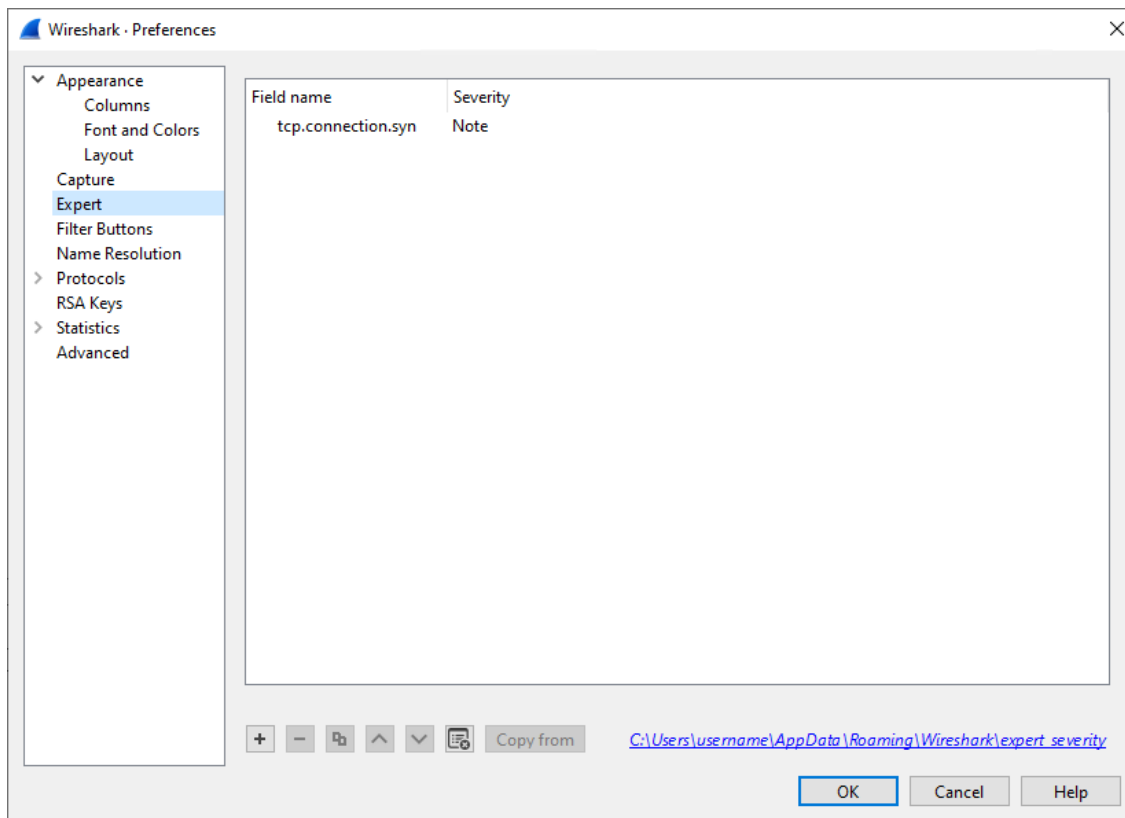 Wireshark · Preferences
Appearance
Columns
Font and Colors
Layout
Capture
Expert
Filter Buttons
Name Resolution
Protocols
RSA Keys
Statistics
Advanced
Field name Severity
tcp.connection.syn Note
Copy from C:\Users\username\AppData\Roaming\Wireshark\expert_severity
OK Cancel Help